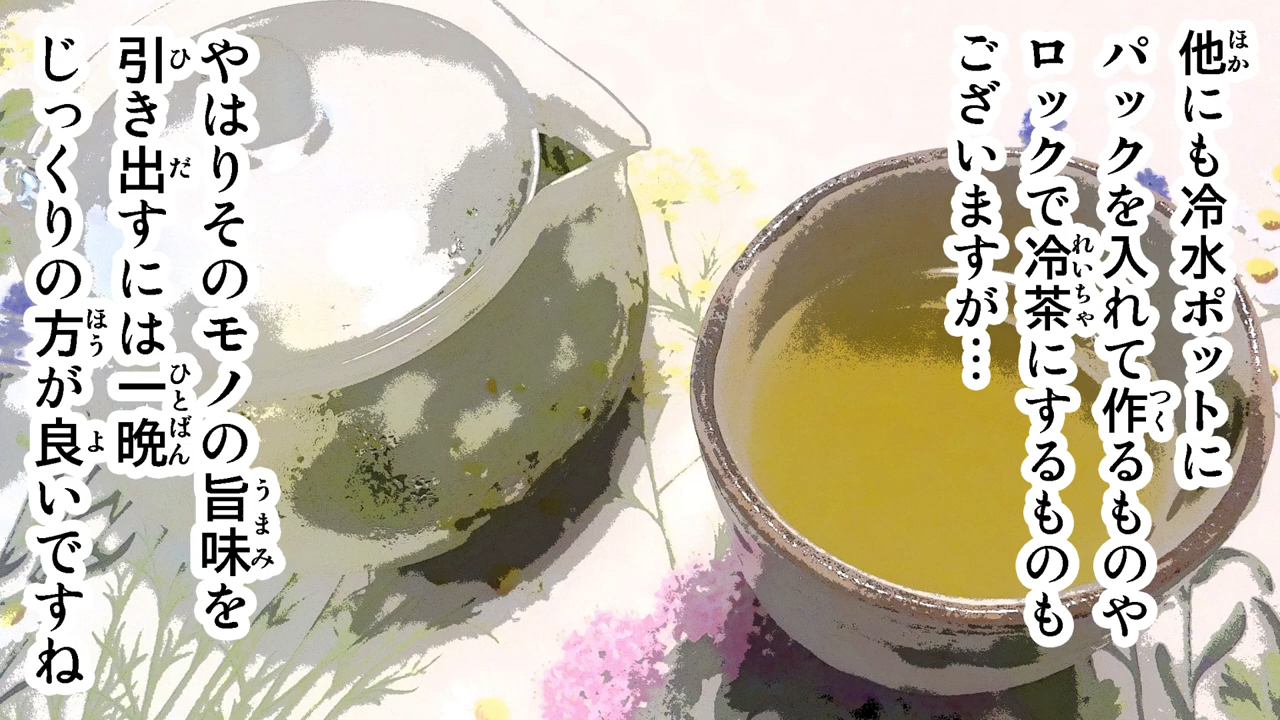 他にも冷水ポットに
パックを入れて作るものや
ロックで冷茶にするものも
ございますが…
やはりそのモノの旨味を
引き出すには一晩
じっくりの方が良いですね